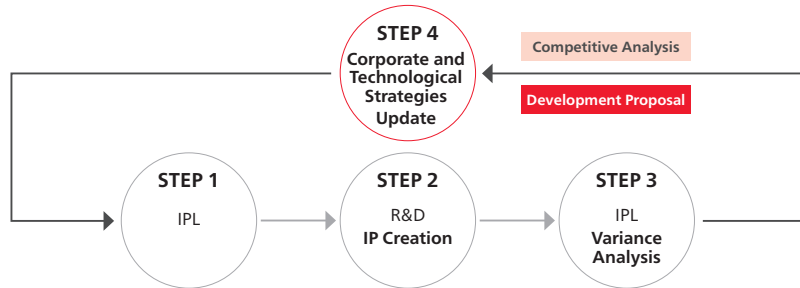 STEP 4
Corporate and
Technological
Strategies
Update
Competitive Analysis
Development Proposal
STEP 1
IPL
STEP 2
R&D
IP Creation
STEP 3
IPL
Variance
Analysis